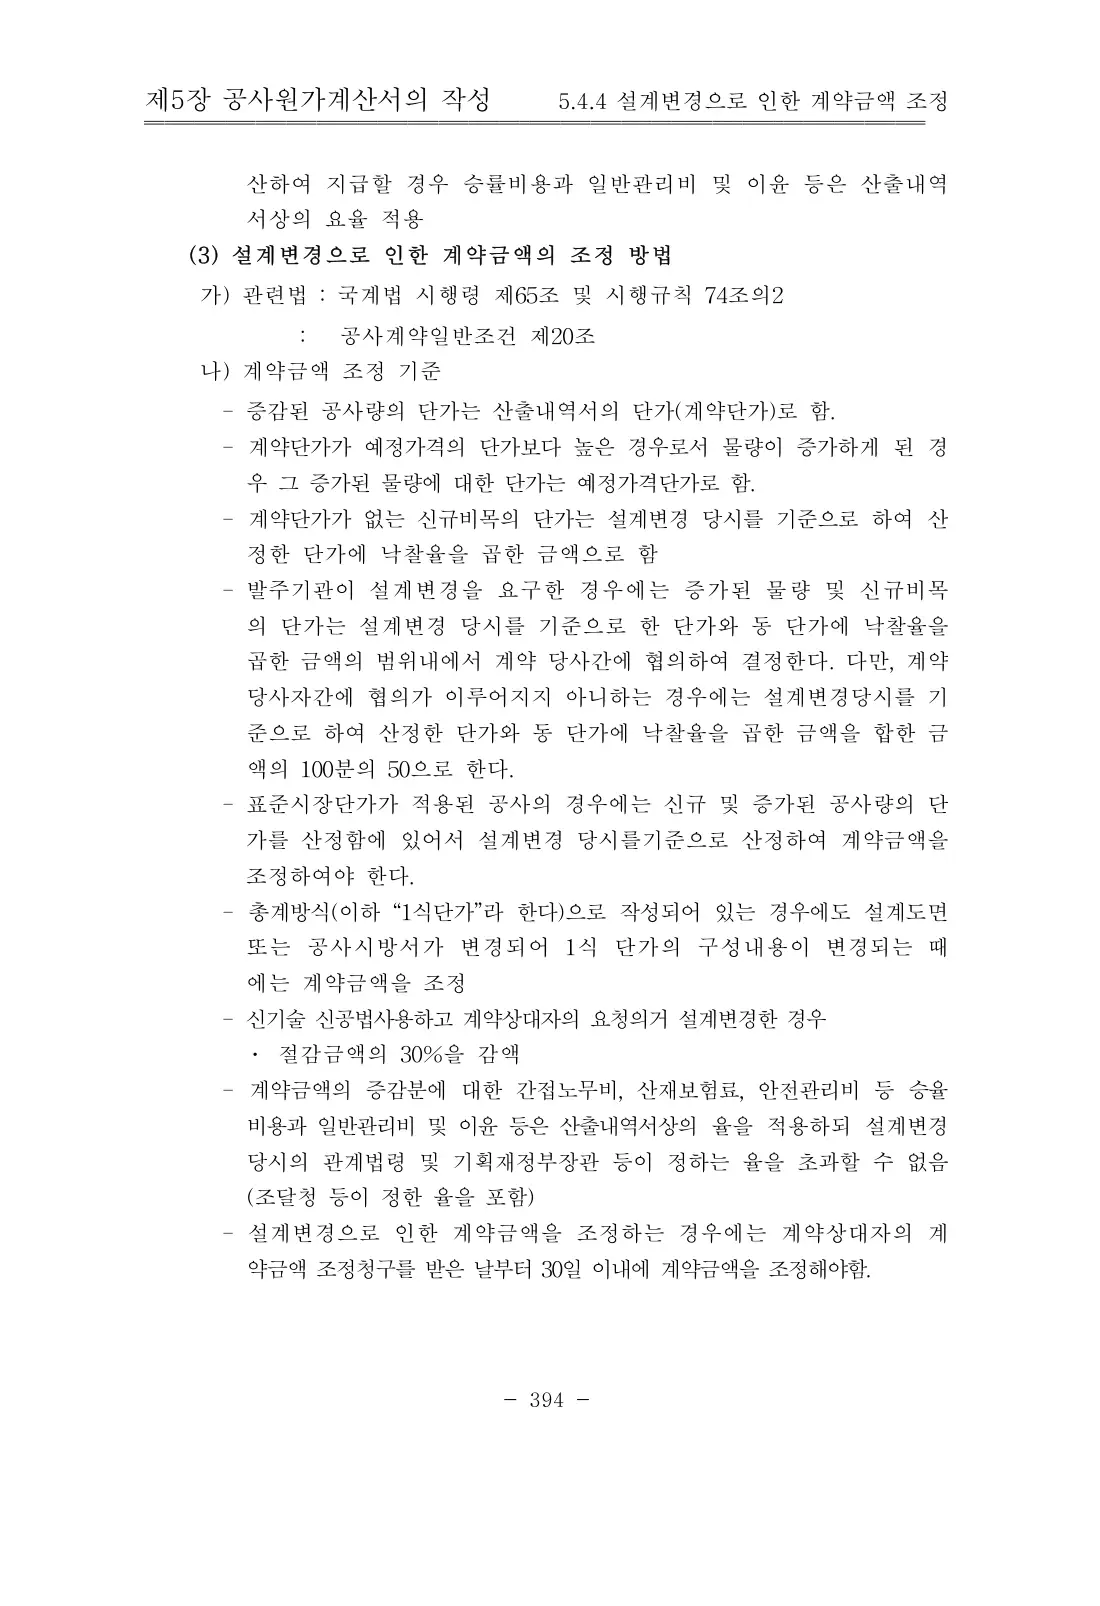 제5장 공사원가계산서의 작성 5.4.4 설계변경으로 인한 계약금액 조정
산하여 지급할 경우 승률비용과 일반관리비 및 이윤 등은 산출내역
서상의 요율 적용
(3) 설계변경으로 인한 계약금액의 조정 방법
가) 관련법 : 국계법 시행령 제65조 및 시행규칙 74조의2
: 공사계약일반조건 제20조
나) 계약금액 조정 기준
- 증감된 공사량의 단가는 산출내역서의 단가(계약단가)로 함.
- 계약단가가 예정가격의 단가보다 높은 경우로서 물량이 증가하게 된 경
우 그 증가된 물량에 대한 단가는 예정가격단가로 함.
- 계약단가가 없는 신규비목의 단가는 설계변경 당시를 기준으로 하여 산
정한 단가에 낙찰율을 곱한 금액으로 함
- 발주기관이 설계변경을 요구한 경우에는 증가된 물량 및 신규비목
의 단가는 설계변경 당시를 기준으로 한 단가와 동 단가에 낙찰율을
곱한 금액의 범위내에서 계약 당사간에 협의하여 결정한다. 다만, 계약
당사자간에 협의가 이루어지지 아니하는 경우에는 설계변경당시를 기
준으로 하여 산정한 단가와 동 단가에 낙찰율을 곱한 금액을 합한 금
액의 100분의 50으로 한다.
- 표준시장단가가 적용된 공사의 경우에는 신규 및 증가된 공사량의 단
가를 산정함에 있어서 설계변경 당시를기준으로 산정하여 계약금액을
조정하여야 한다.
- 총계방식(이하 “1식단가”라 한다)으로 작성되어 있는 경우에도 설계도면
또는 공사시방서가 변경되어 1식 단가의 구성내용이 변경되는 때
에는 계약금액을 조정
- 신기술 신공법사용하고 계약상대자의 요청의거 설계변경한 경우
· 절감금액의 30%을 감액
- 계약금액의 증감분에 대한 간접노무비, 산재보험료, 안전관리비 등 승율
비용과 일반관리비 및 이윤 등은 산출내역서상의 율을 적용하되 설계변경
당시의 관계법령 및 기획재정부장관 등이 정하는 율을 초과할 수 없음
(조달청 등이 정한 율을 포함)
- 설계변경으로 인한 계약금액을 조정하는 경우에는 계약상대자의 계
약금액 조정청구를 받은 날부터 30일 이내에 계약금액을 조정해야함.
- 394 -